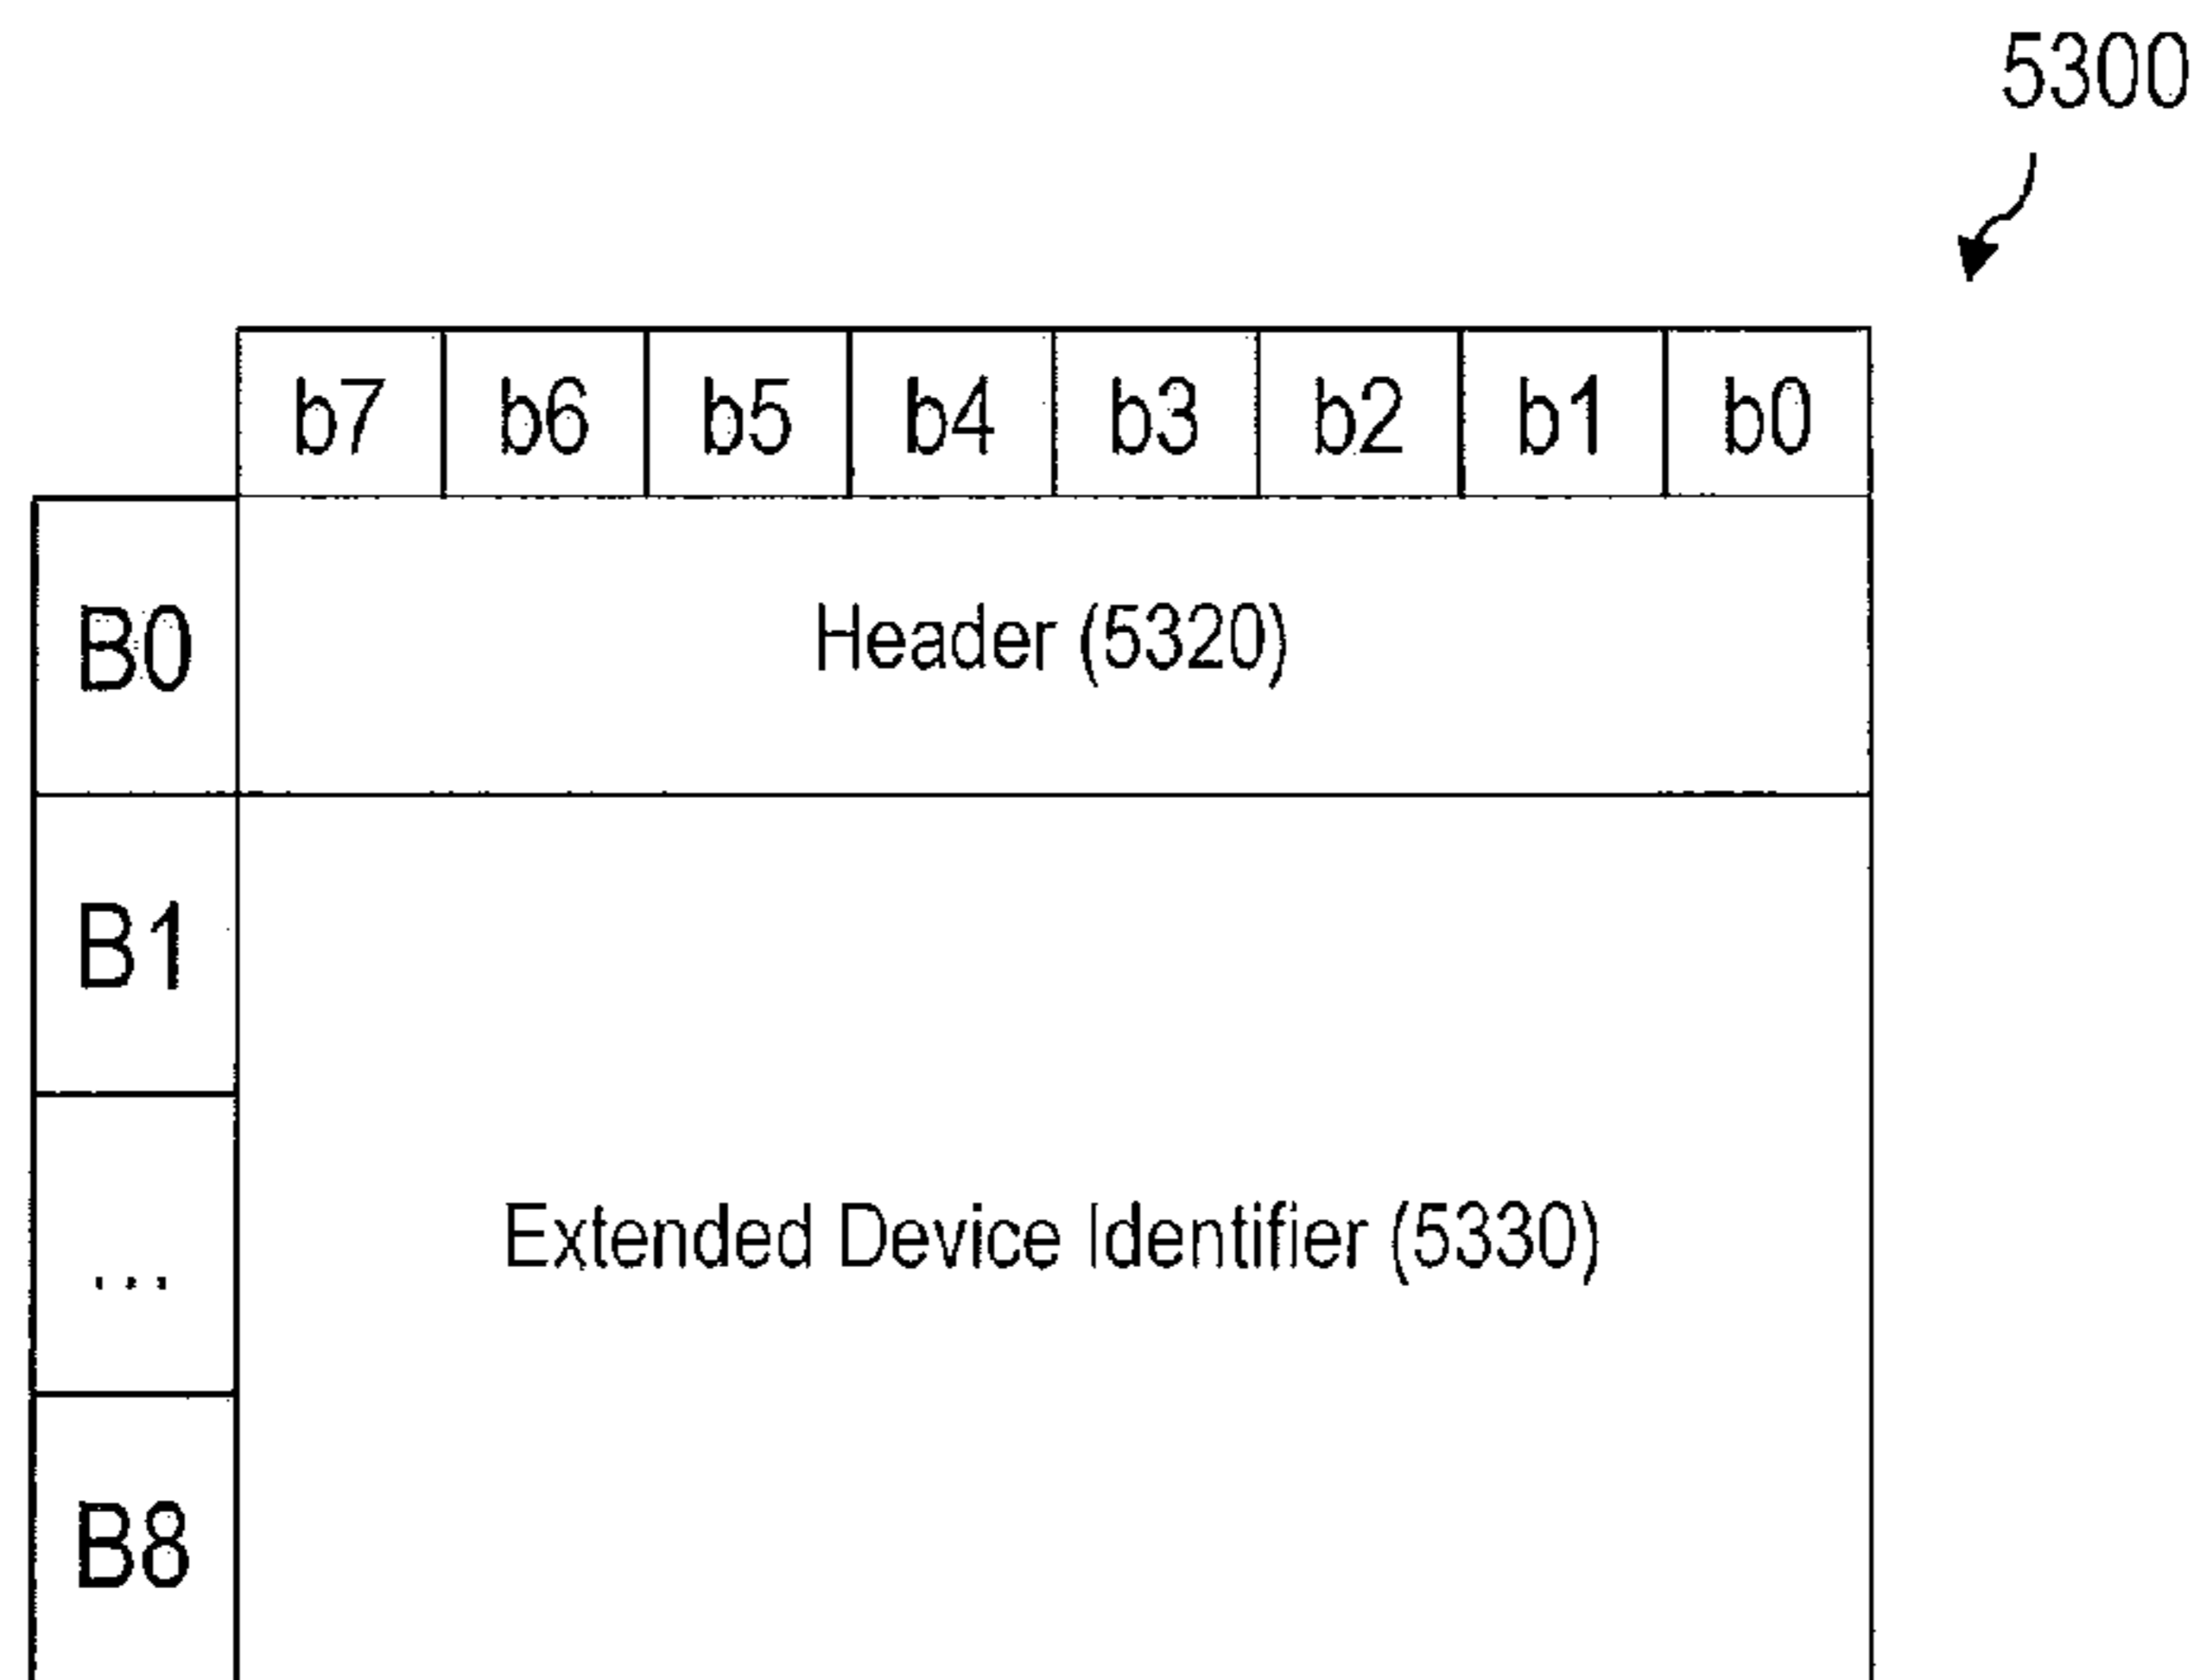 5300
b7 b6 b5 b4 b3 b2 b1 b0
B0 Header (5320)
B1
... Extended Device Identifier (5330)
B8